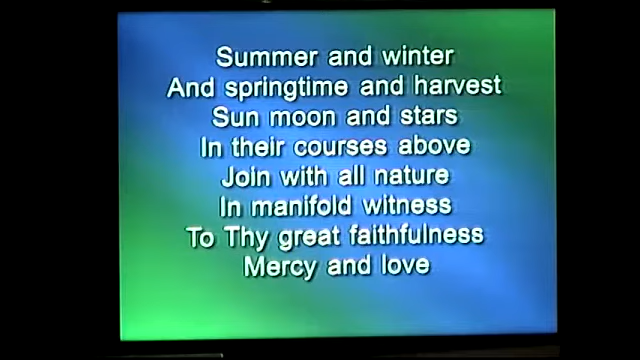 Summer and winter
And springtime and harvest
Sun moon and stars
In their courses above
Join with all nature
In manifold witness
To Thy great faithfulness
Mercy and love